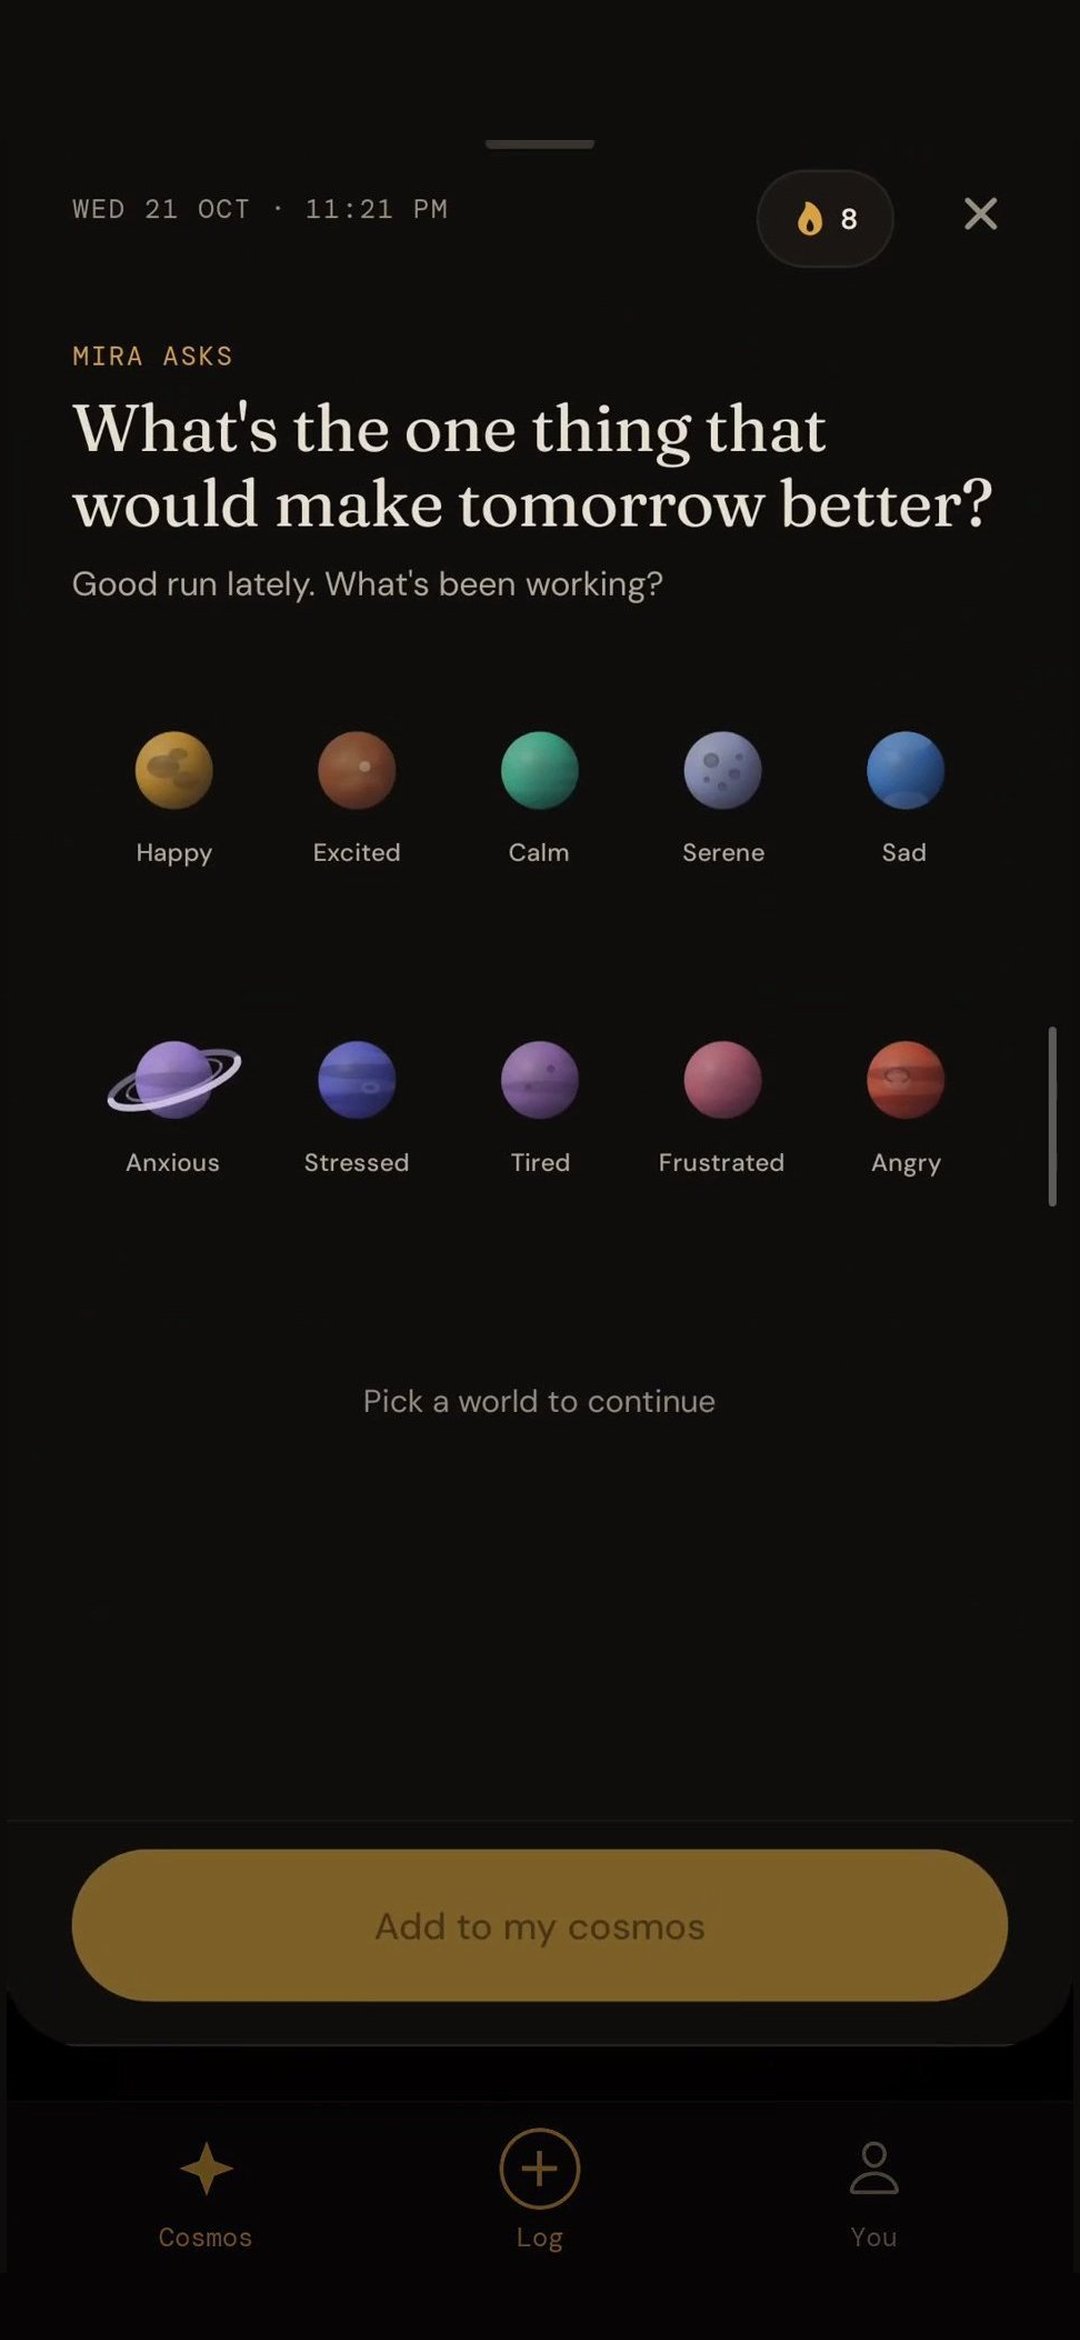 WED 21 OCT · 11:21 PM
8
MIRA ASKS
What's the one thing that
would make tomorrow better?
Good run lately. What's been working?
Happy Excited Calm Serene Sad
Anxious Stressed Tired Frustrated Angry
Pick a world to continue
Add to my cosmos
Cosmos Log You